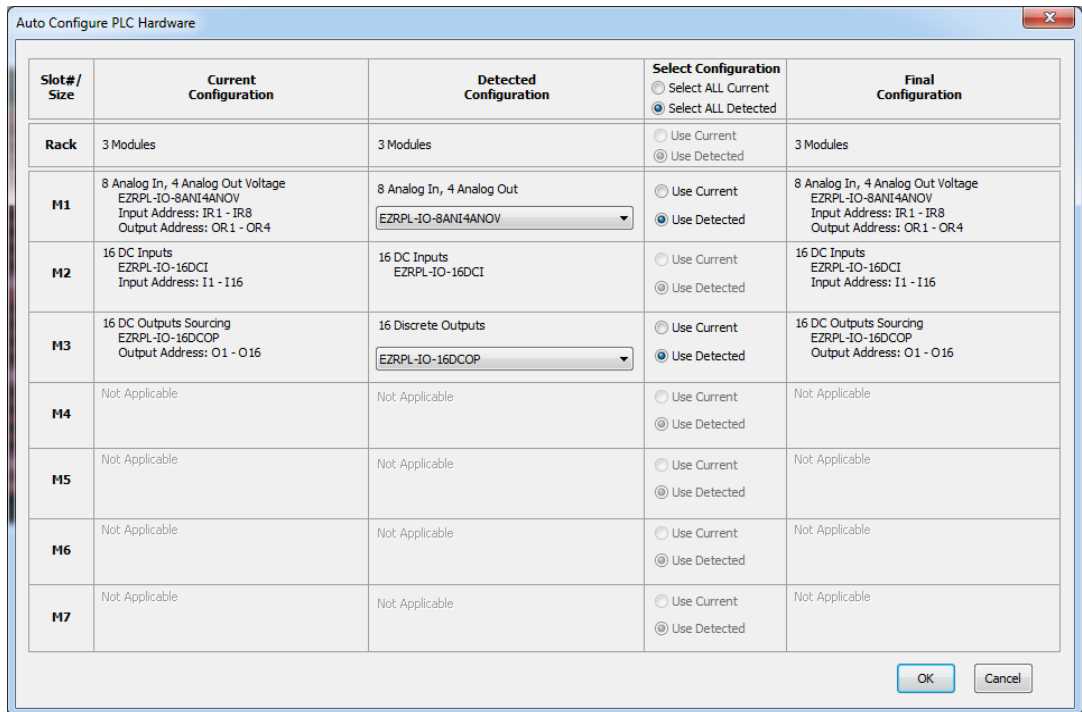 Auto Configure PLC Hardware
Slot#/
Size
Current
Configuration
Detected
Configuration
Select Configuration
Select ALL Current
Select ALL Detected
Final
Configuration
Rack
3 Modules
3 Modules
Use Current
Use Detected
3 Modules
M1
8 Analog In, 4 Analog Out Voltage
EZRPL-IO-8ANI4ANOV
Input Address: IR1 - IR8
Output Address: OR1 - OR4
8 Analog In, 4 Analog Out
EZRPL-IO-8ANI4ANOV
Use Current
Use Detected
8 Analog In, 4 Analog Out Voltage
EZRPL-IO-8ANI4ANOV
Input Address: IR1 - IR8
Output Address: OR1 - OR4
M2
16 DC Inputs
EZRPL-IO-16DCI
Input Address: I1 - I16
16 DC Inputs
EZRPL-IO-16DCI
Use Current
Use Detected
16 DC Inputs
EZRPL-IO-16DCI
Input Address: I1 - I16
M3
16 DC Outputs Sourcing
EZRPL-IO-16DCOP
Output Address: O1 - O16
16 Discrete Outputs
EZRPL-IO-16DCOP
Use Current
Use Detected
16 DC Outputs Sourcing
EZRPL-IO-16DCOP
Output Address: O1 - O16
M4
Not Applicable
Not Applicable
Use Current
Use Detected
Not Applicable
M5
Not Applicable
Not Applicable
Use Current
Use Detected
Not Applicable
M6
Not Applicable
Not Applicable
Use Current
Use Detected
Not Applicable
M7
Not Applicable
Not Applicable
Use Current
Use Detected
Not Applicable
OK
Cancel